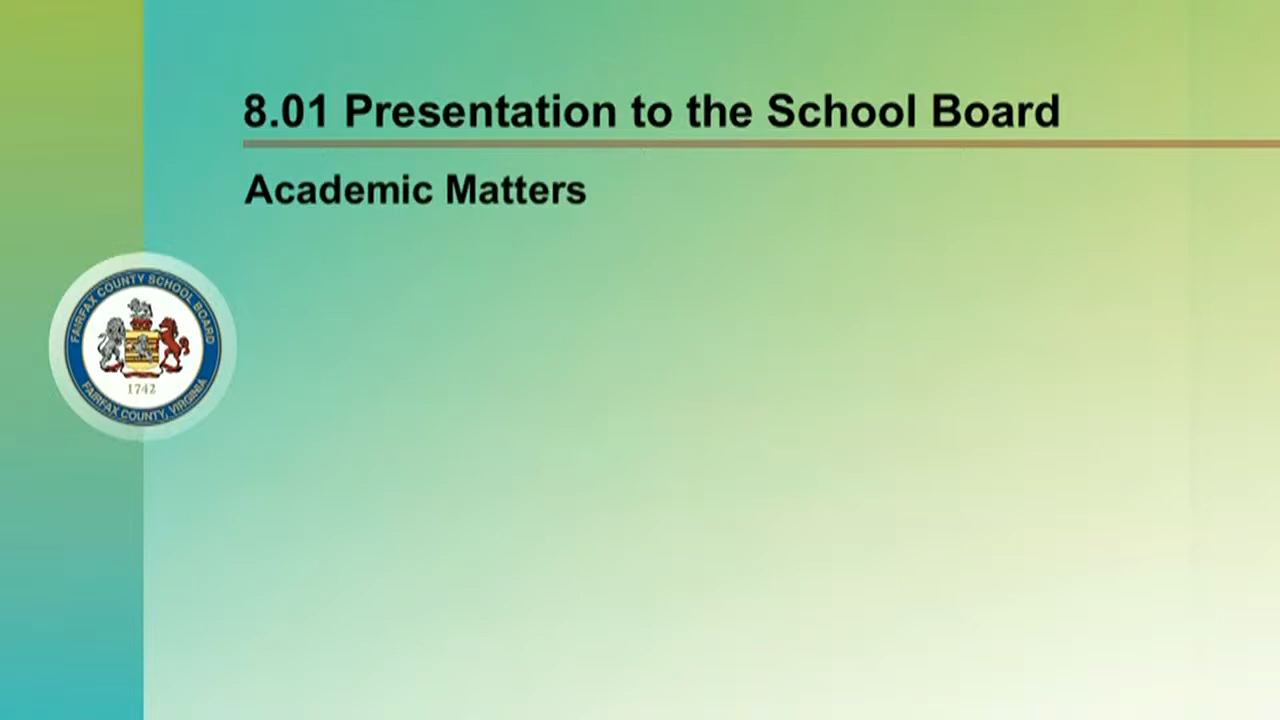 8.01 Presentation to the School Board
Academic Matters
FAIRFAX COUNTY SCHOOL BOARD
1742
FAIRFAX COUNTY, VIRGINIA